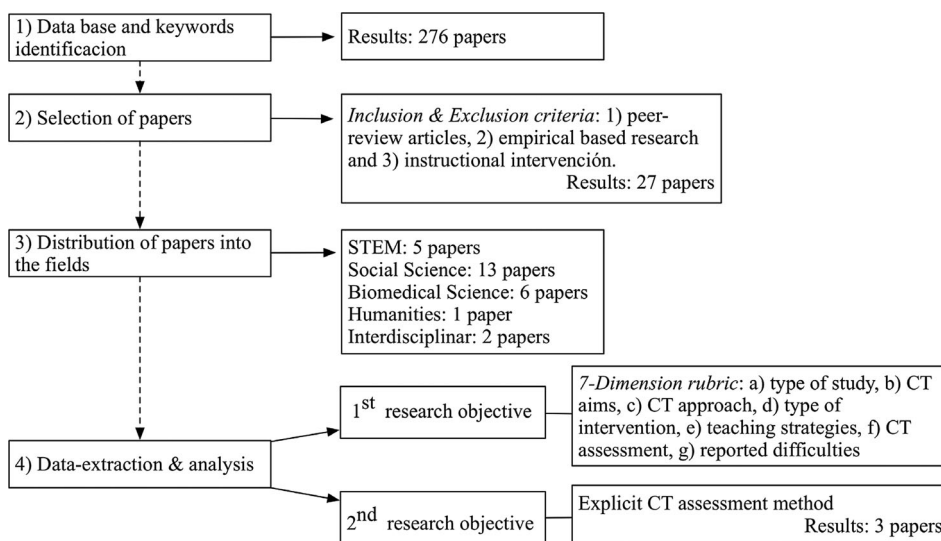 1) Data base and keywords
identificacion
Results: 276 papers
2) Selection of papers
Inclusion & Exclusion criteria: 1) peer-
review articles, 2) empirical based research
and 3) instructional intervención.
Results: 27 papers
3) Distribution of papers into
the fields
STEM: 5 papers
Social Science: 13 papers
Biomedical Science: 6 papers
Humanities: 1 paper
Interdisciplinar: 2 papers
4) Data-extraction & analysis
1st research objective
7-Dimension rubric: a) type of study, b) CT
aims, c) CT approach, d) type of
intervention, e) teaching strategies, f) CT
assessment, g) reported difficulties
2nd research objective
Explicit CT assessment method
Results: 3 papers